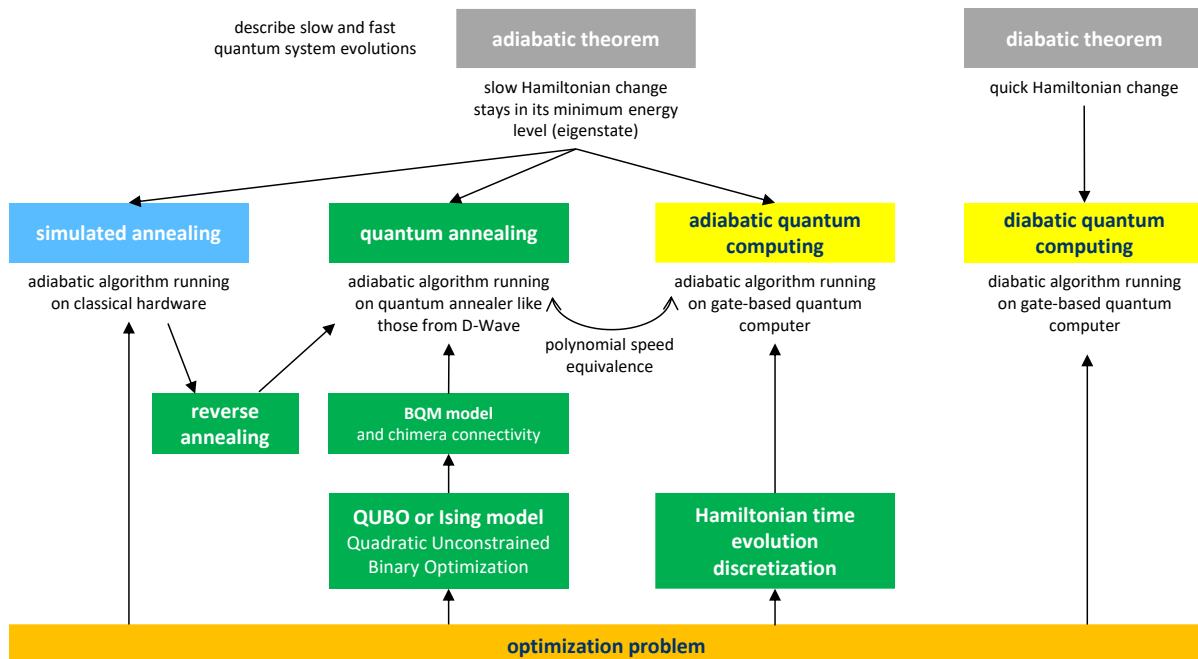 describe slow and fast
quantum system evolutions
adiabatic theorem
diabatic theorem
slow Hamiltonian change
stays in its minimum energy
level (eigenstate)
quick Hamiltonian change
simulated annealing
quantum annealing
adiabatic quantum
computing
diabatic quantum
computing
adiabatic algorithm running
on classical hardware
adiabatic algorithm running
on quantum annealer like
those from D-Wave
adiabatic algorithm running
on gate-based quantum
computer
diabatic algorithm running
on gate-based quantum
computer
polynomial speed
equivalence
reverse
annealing
BQM model
and chimera connectivity
QUBO or Ising model
Quadratic Unconstrained
Binary Optimization
Hamiltonian time
evolution
discretization
optimization problem